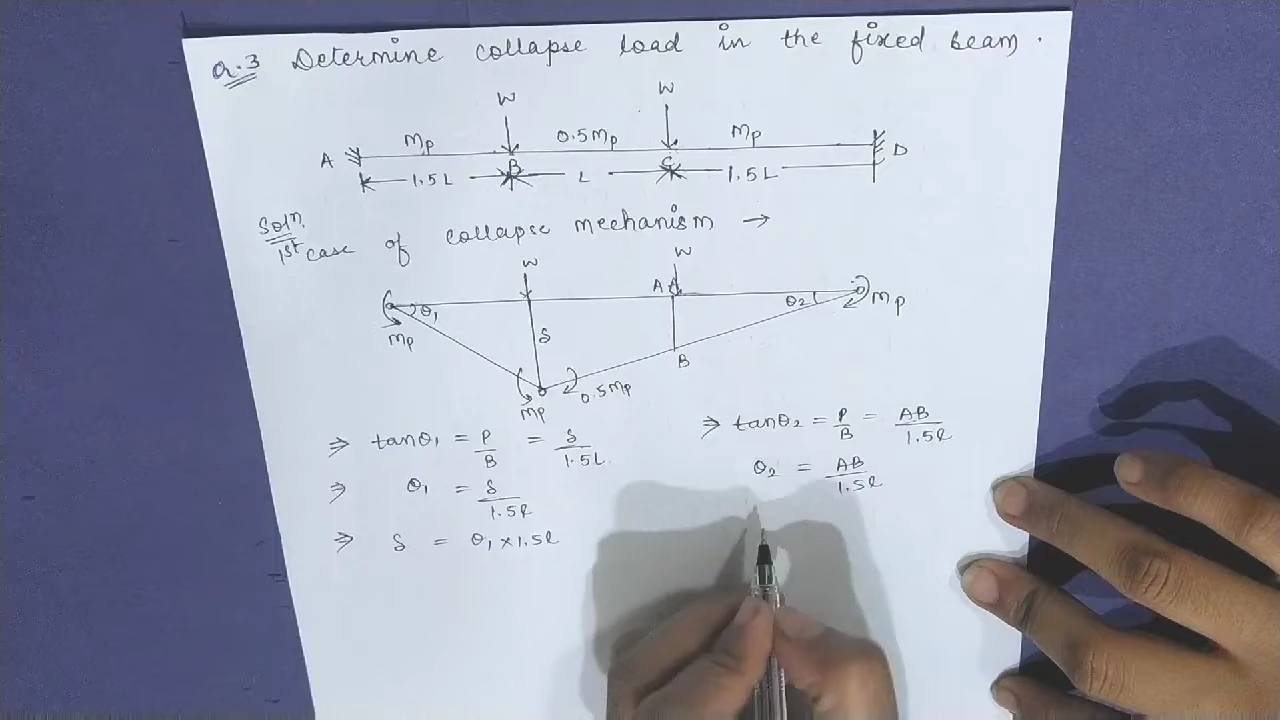 Q.3 Determine collapse load in the fixed beam.
W W
Mp 0.5Mp Mp
A B C D
1.5L L 1.5L
Solⁿ.
1st case of collapse mechanism →
W W
θ₁ A C θ₂ Mp
Mp δ
B
Mp 0.5Mp
⇒ tanθ₁ = P/B = δ/1.5L
⇒ θ₁ = δ/1.5l
⇒ δ = θ₁ × 1.5l
⇒ tanθ₂ = P/B = AB/1.5l
θ₂ = AB/1.5l